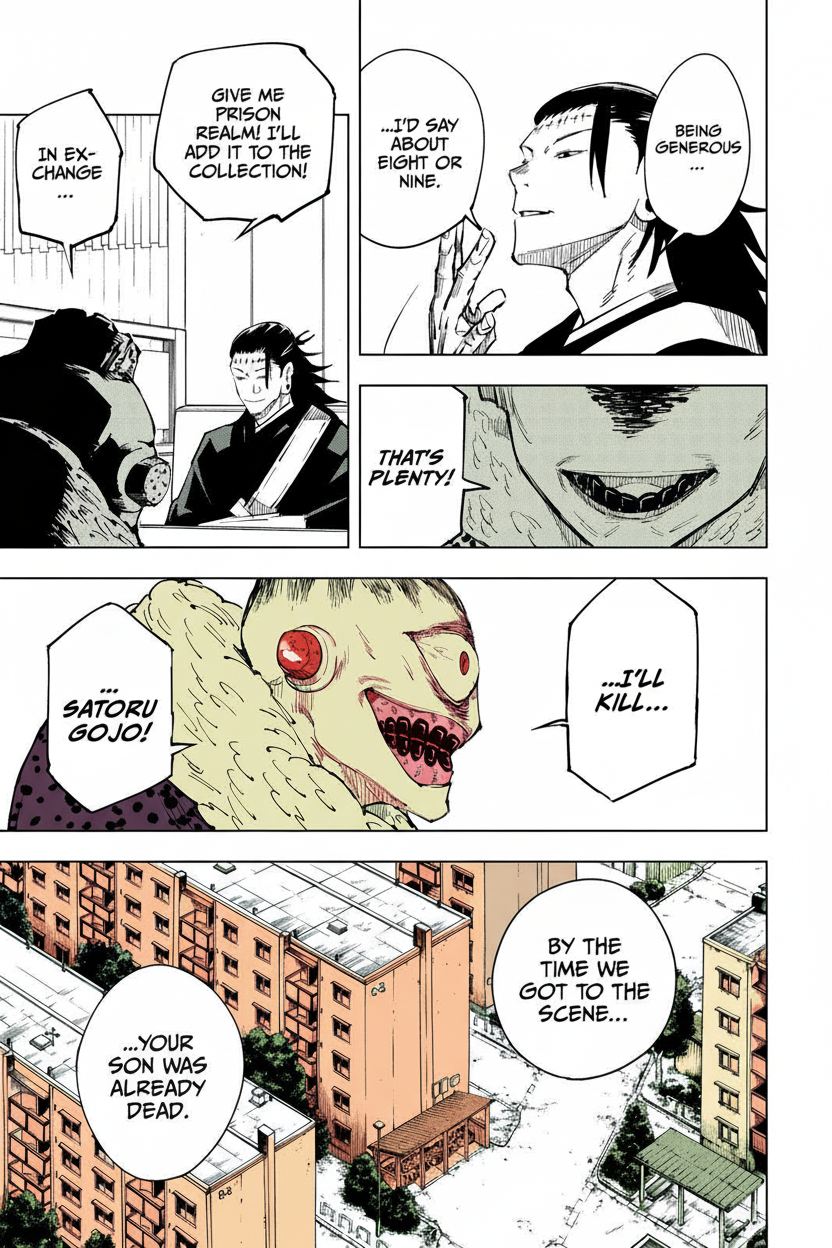 BEING
GENEROUS
...
...I'D SAY
ABOUT
EIGHT OR
NINE.
GIVE ME
PRISON
REALM! I'LL
ADD IT TO THE
COLLECTION!
IN EX-
CHANGE
...
THAT'S
PLENTY!
...I'LL
KILL...
...
SATORU
GOJO!
BY THE
TIME WE
GOT TO THE
SCENE...
...YOUR
SON WAS
ALREADY
DEAD.